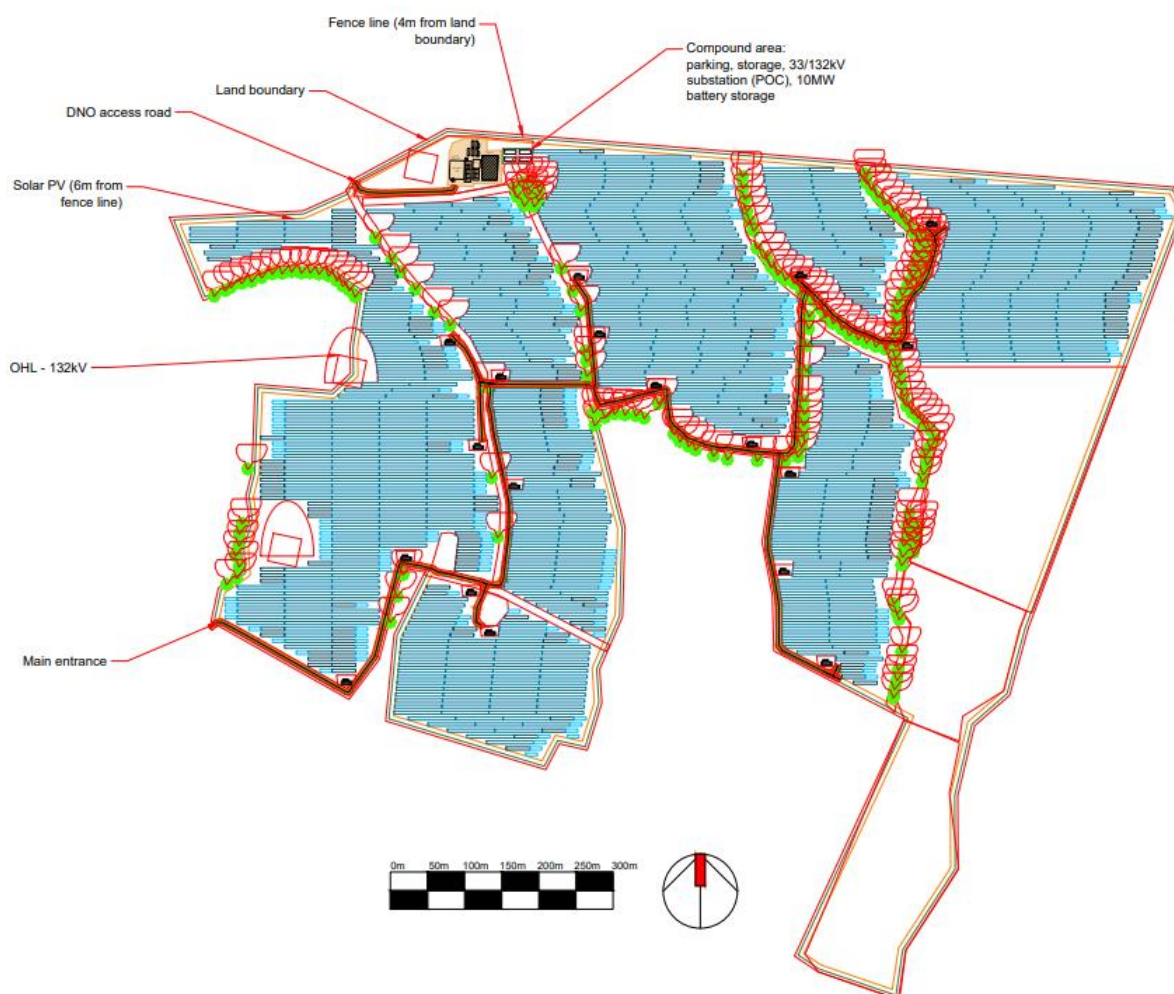 Fence line (4m from land
boundary)
Compound area:
parking, storage, 33/132kV
substation (POC), 10MW
battery storage
Land boundary
DNO access road
Solar PV (6m from
fence line)
OHL - 132kV
Main entrance
0m 50m 100m 150m 200m 250m 300m